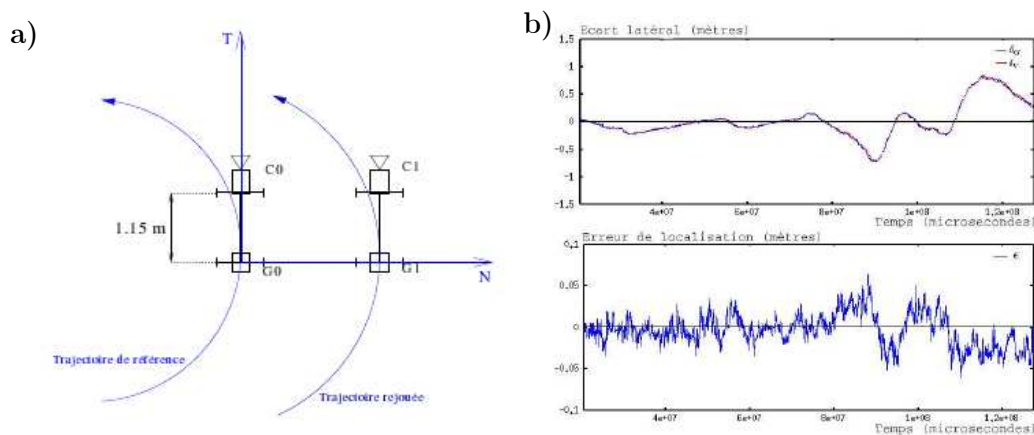 a)
T
C0
C1
1.15 m
G0
G1
N
Trajectoire de référence
Trajectoire rejouée
b)
Ecart latéral (mètres)
1.5
1
0.5
0
-0.5
-1
-1.5
4e+07
6e+07
8e+07
1e+08
1.2e+08
Temps (microsecondes)
Erreur de localisation (mètres)
ϵ
0.1
0.05
0
-0.05
-0.1
4e+07
6e+07
8e+07
1e+08
1.2e+08
Temps (microsecondes)